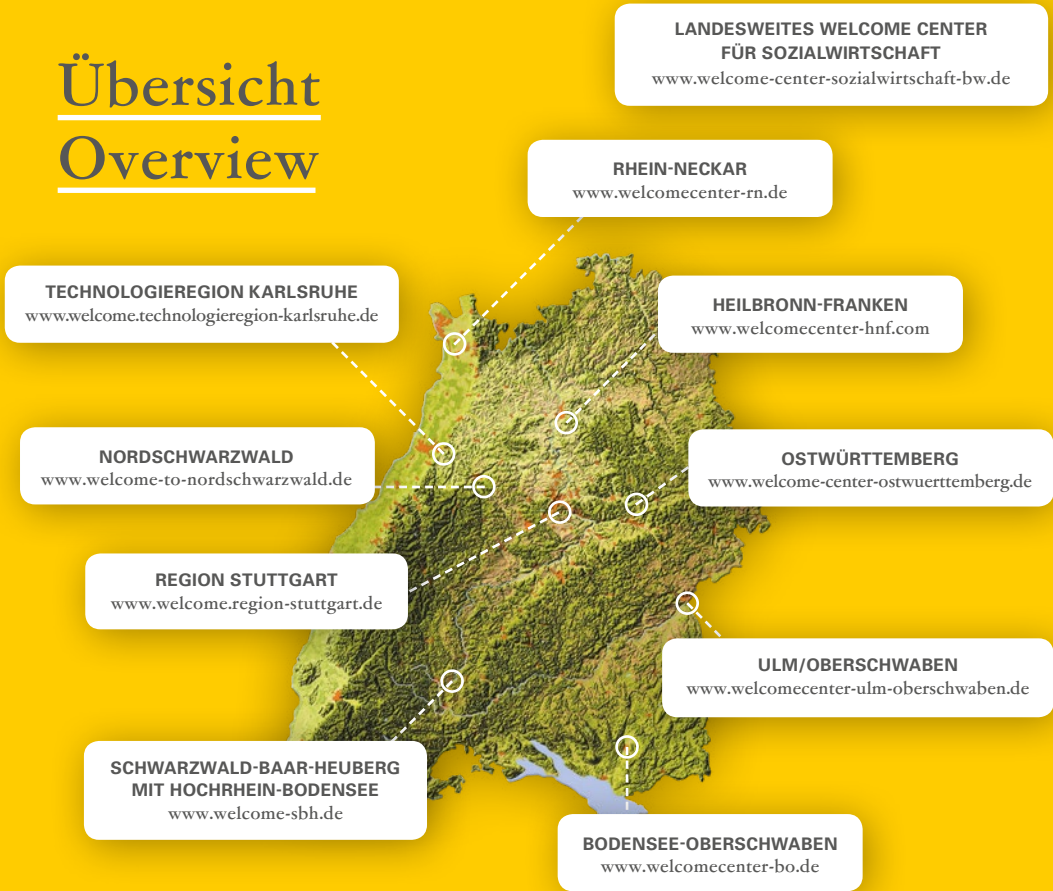 Übersicht
Overview
LANDESWEITES WELCOME CENTER
FÜR SOZIALWIRTSCHAFT
www.welcome-center-sozialwirtschaft-bw.de
RHEIN-NECKAR
www.welcomecenter-rn.de
TECHNOLOGIEREGION KARLSRUHE
www.welcome.technologieregion-karlsruhe.de
HEILBRONN-FRANKEN
www.welcomecenter-hnf.com
NORDSCHWARZWALD
www.welcome-to-nordschwarzwald.de
OSTWÜRTTEMBERG
www.welcome-center-ostwuerttemberg.de
REGION STUTTGART
www.welcome.region-stuttgart.de
ULM/OBERSCHWABEN
www.welcomecenter-ulm-oberschwaben.de
SCHWARZWALD-BAAR-HEUBERG
MIT HOCHRHEIN-BODENSEE
www.welcome-sbh.de
BODENSEE-OBERSCHWABEN
www.welcomecenter-bo.de